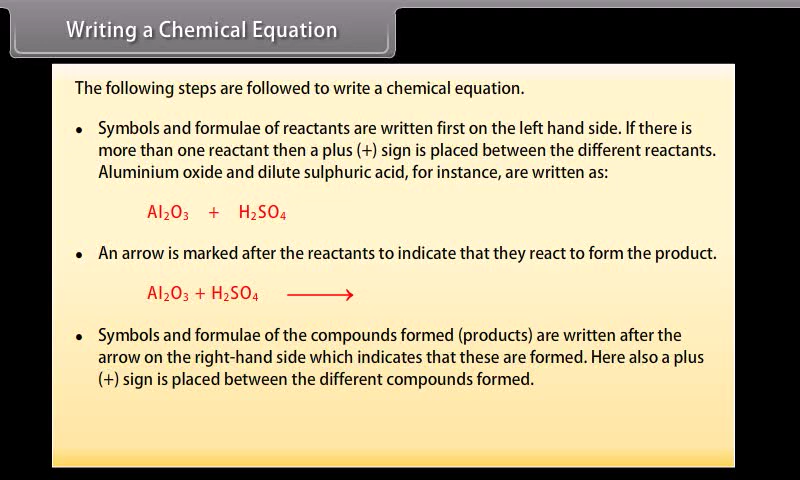 Writing a Chemical Equation
The following steps are followed to write a chemical equation.
• Symbols and formulae of reactants are written first on the left hand side. If there is
more than one reactant then a plus (+) sign is placed between the different reactants.
Aluminium oxide and dilute sulphuric acid, for instance, are written as:
Al₂O₃ + H₂SO₄
• An arrow is marked after the reactants to indicate that they react to form the product.
Al₂O₃ + H₂SO₄ ⟶
• Symbols and formulae of the compounds formed (products) are written after the
arrow on the right-hand side which indicates that these are formed. Here also a plus
(+) sign is placed between the different compounds formed.